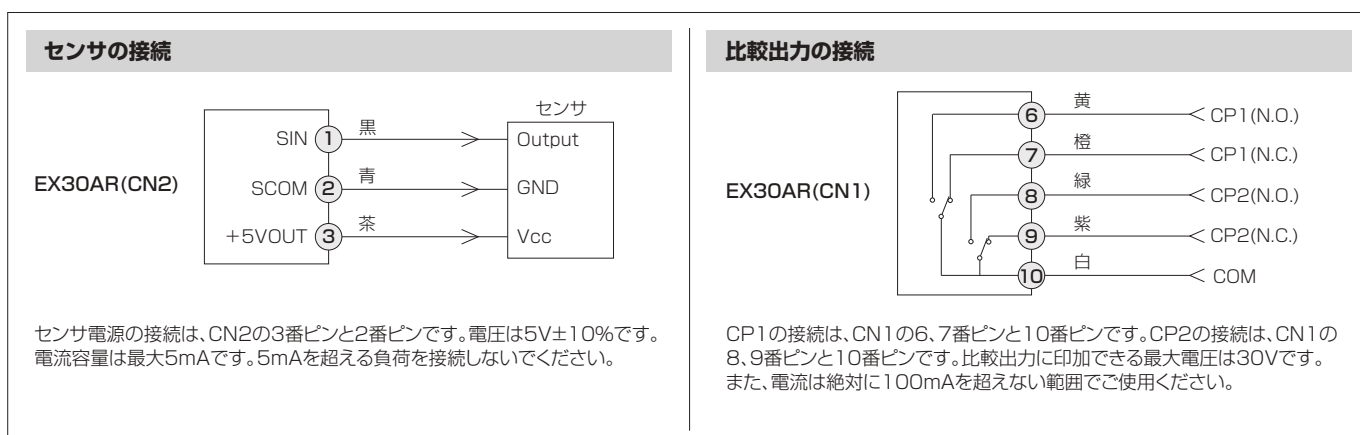 センサの接続
センサ
SIN 1 黒 Output
EX30AR(CN2)
SCOM 2 青 GND
+5VOUT 3 茶 Vcc
センサ電源の接続は、CN2の3番ピンと2番ピンです。電圧は5V±10%です。
電流容量は最大5mAです。5mAを超える負荷を接続しないでください。
比較出力の接続
6 黄 CP1(N.O.)
7 橙 CP1(N.C.)
EX30AR(CN1)
8 緑 CP2(N.O.)
9 紫 CP2(N.C.)
10 白 COM
CP1の接続は、CN1の6、7番ピンと10番ピンです。CP2の接続は、CN1の
8、9番ピンと10番ピンです。比較出力に印加できる最大電圧は30Vです。
また、電流は絶対に100mAを超えない範囲でご使用ください。